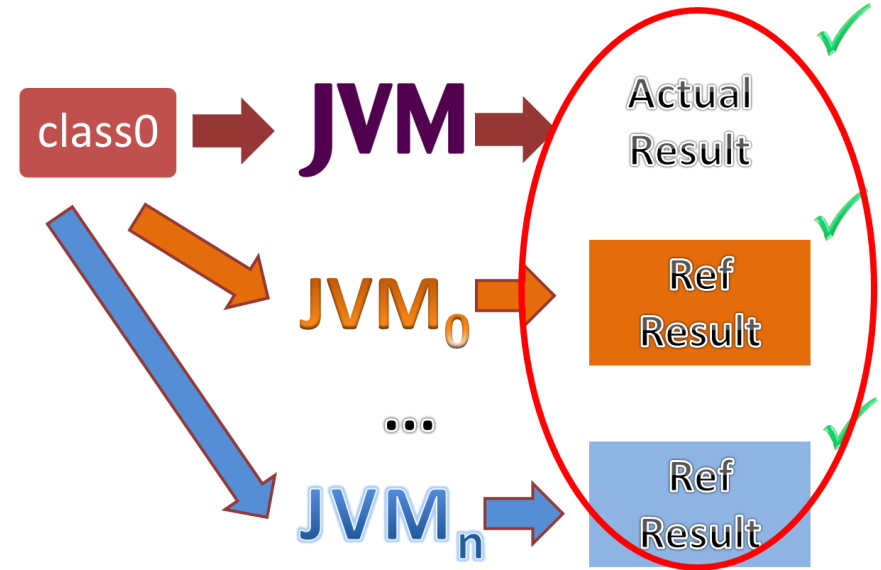 class0
JVM
Actual
Result
JVM0
Ref
Result
...
JVMn
Ref
Result